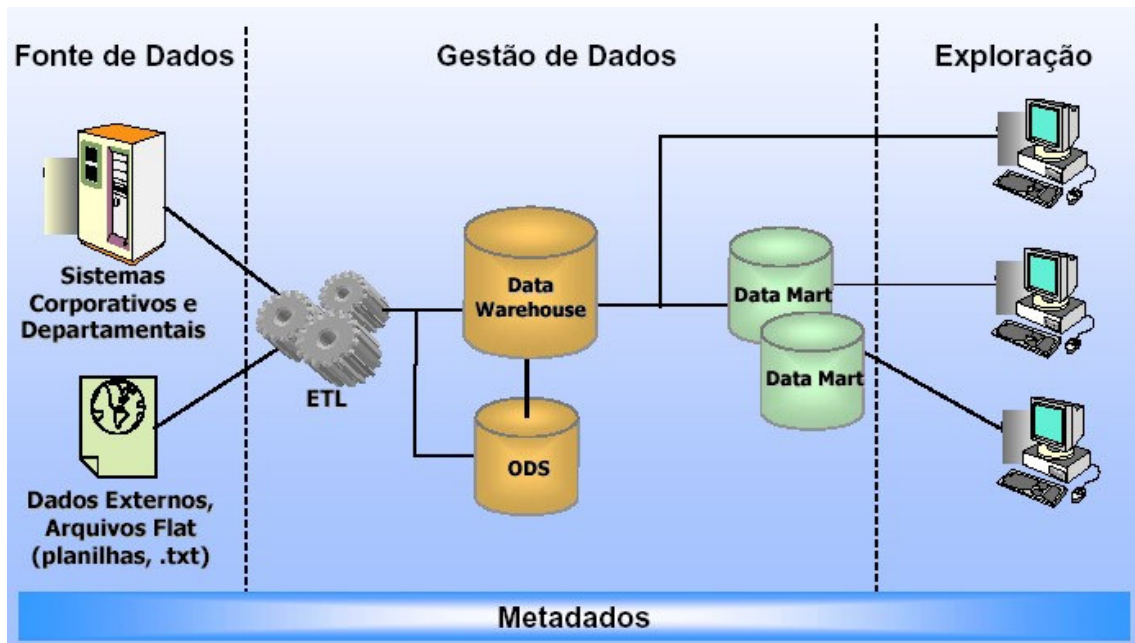 Fonte de Dados
Gestão de Dados
Exploração
Sistemas
Corporativos e
Departamentais
Dados Externos,
Arquivos Flat
(planilhas, .txt)
ETL
Data
Warehouse
ODS
Data Mart
Data Mart
Metadados